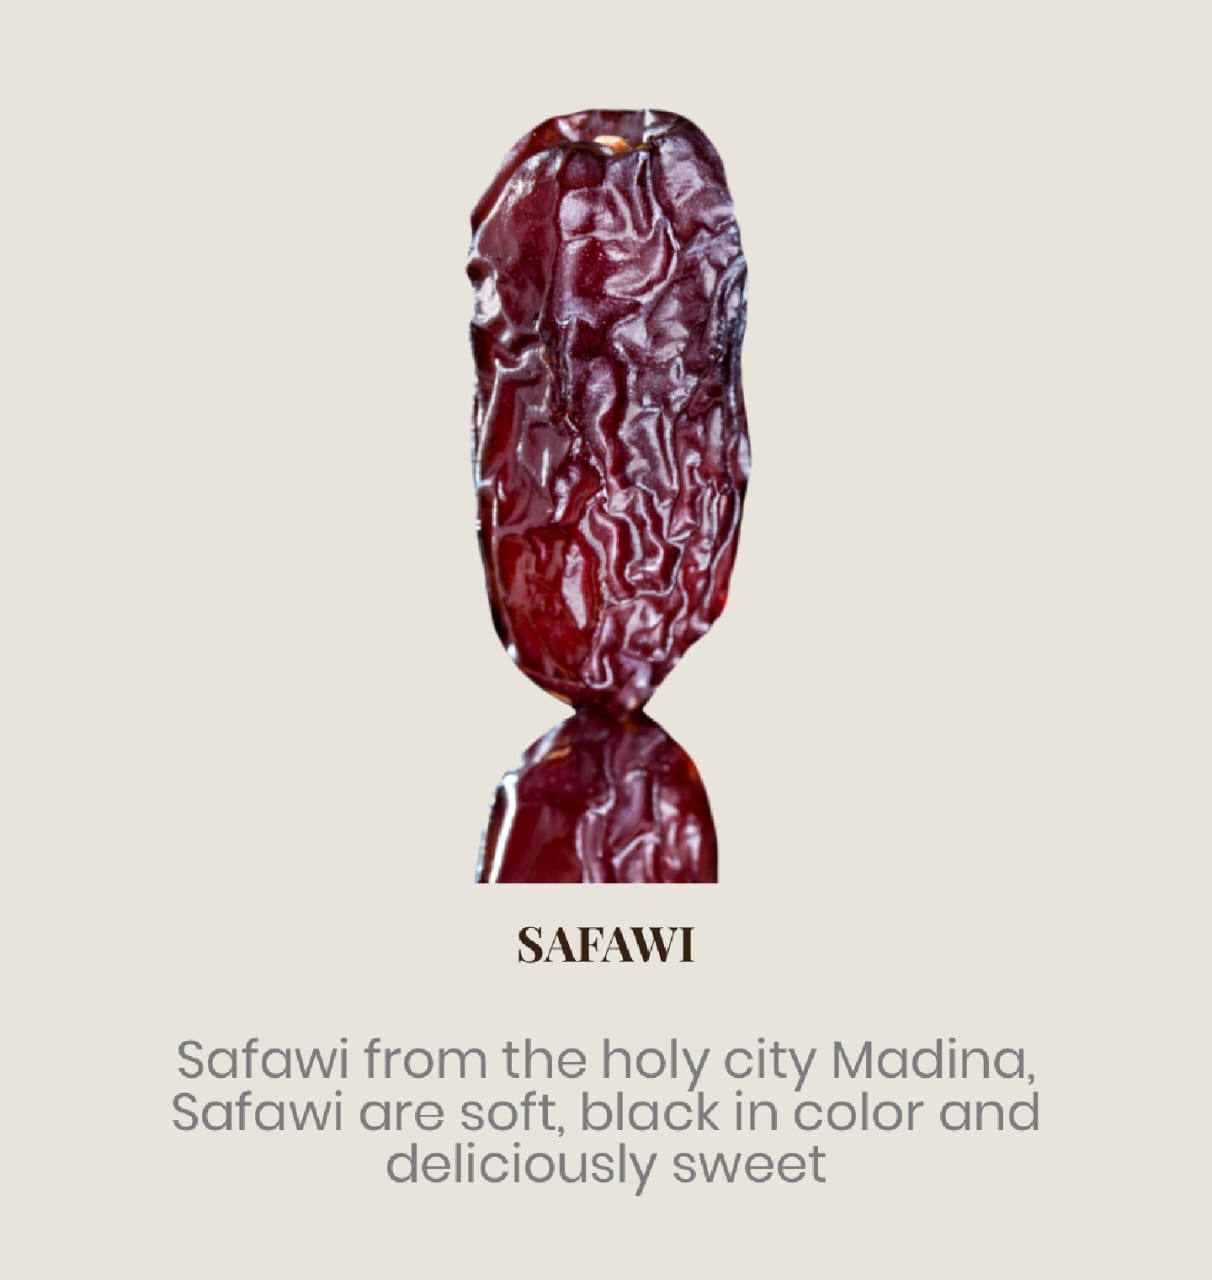 SAFAWI
Safawi from the holy city Madina,
Safawi are soft, black in color and
deliciously sweet